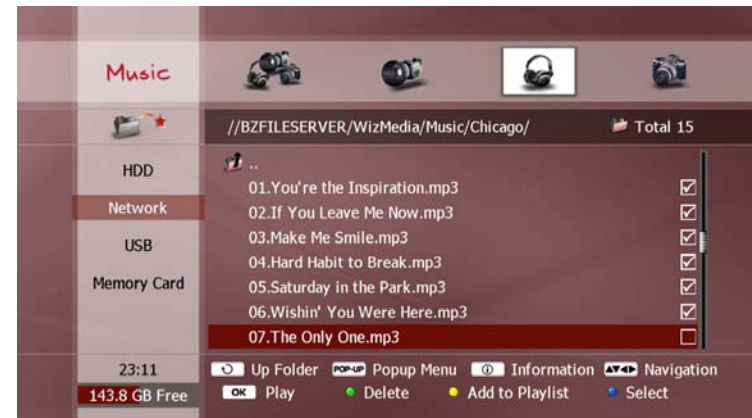 Music
//BZFILESERVER/WizMedia/Music/Chicago/ Total 15
HDD
Network
USB
Memory Card
..
01.You're the Inspiration.mp3
02.If You Leave Me Now.mp3
03.Make Me Smile.mp3
04.Hard Habit to Break.mp3
05.Saturday in the Park.mp3
06.Wishin' You Were Here.mp3
07.The Only One.mp3
23:11
143.8 GB Free
Up Folder POP-UP Popup Menu Information Navigation
OK Play Delete Add to Playlist Select